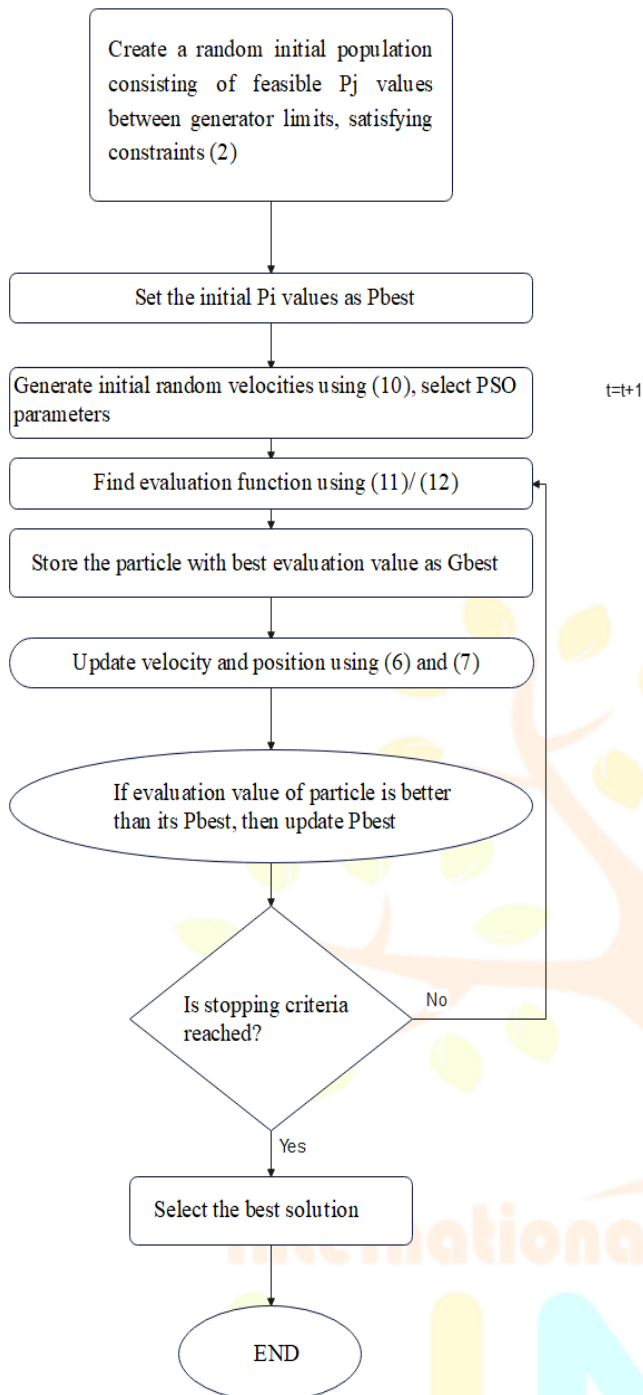 Create a random initial population
consisting of feasible Pj values
between generator limits, satisfying
constraints (2)
Set the initial Pi values as Pbest
Generate initial random velocities using (10), select PSO
parameters
t=t+1
Find evaluation function using (11)/ (12)
Store the particle with best evaluation value as Gbest
Update velocity and position using (6) and (7)
If evaluation value of particle is better
than its Pbest, then update Pbest
Is stopping criteria
reached?
No
Yes
Select the best solution
Internationa
END